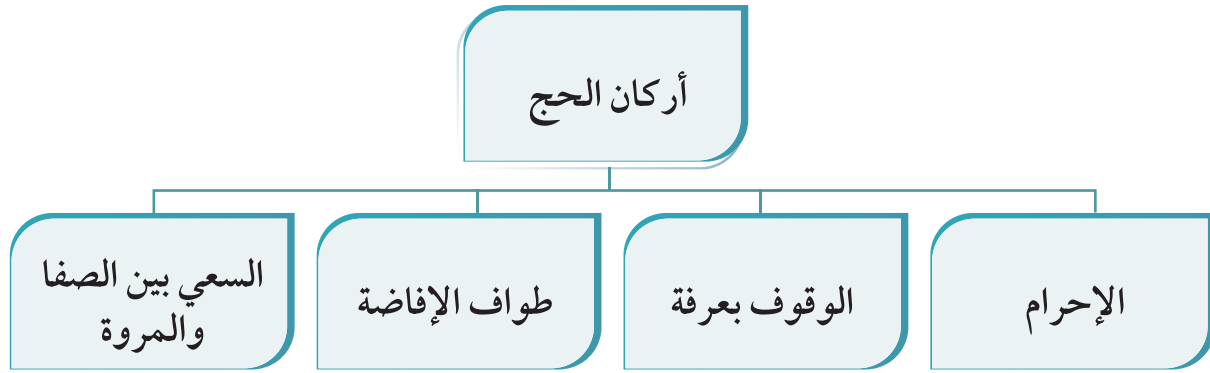 أركان الحج
الإحرام
الوقوف بعرفة
طواف الإفاضة
السعي بين الصفا
والمروة